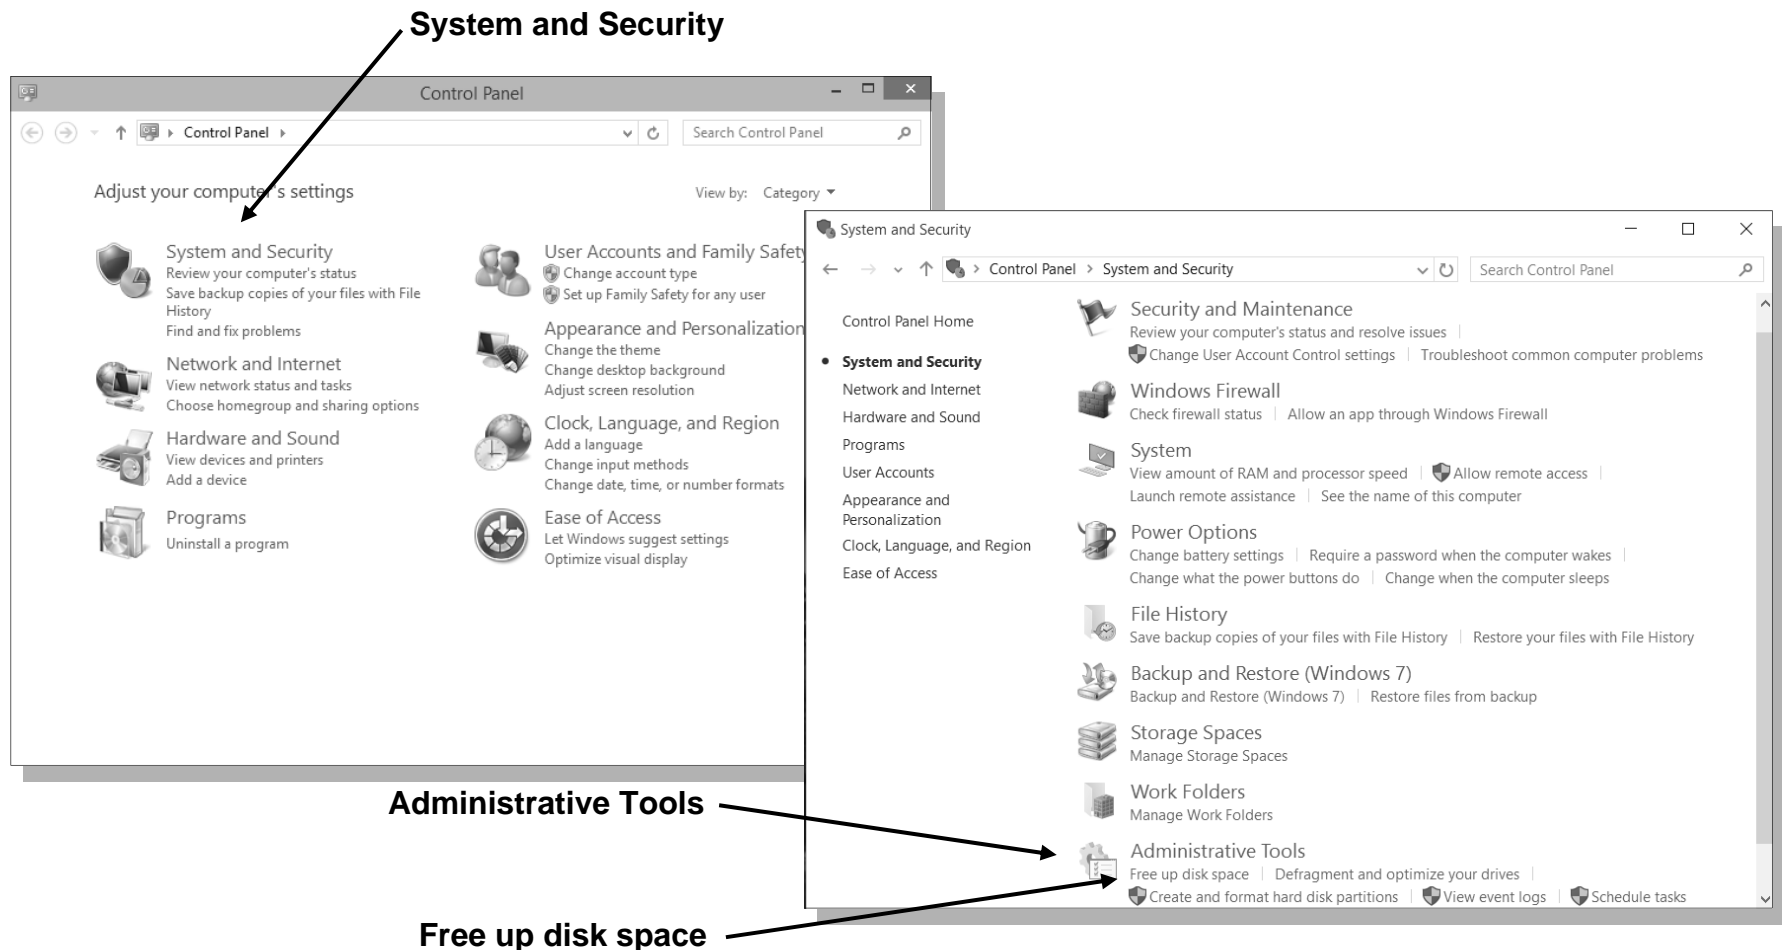 System and Security
Control Panel
Control Panel
Search Control Panel
Adjust your computer's settings
View by: Category
System and Security
Review your computer's status
Save backup copies of your files with File
History
Find and fix problems
Network and Internet
View network status and tasks
Choose homegroup and sharing options
Hardware and Sound
View devices and printers
Add a device
Programs
Uninstall a program
User Accounts and Family Safety
Change account type
Set up Family Safety for any user
Appearance and Personalization
Change the theme
Change desktop background
Adjust screen resolution
Clock, Language, and Region
Add a language
Change input methods
Change date, time, or number formats
Ease of Access
Let Windows suggest settings
Optimize visual display
System and Security
Control Panel > System and Security
Search Control Panel
Control Panel Home
System and Security
Network and Internet
Hardware and Sound
Programs
User Accounts
Appearance and
Personalization
Clock, Language, and Region
Ease of Access
Security and Maintenance
Review your computer's status and resolve issues
Change User Account Control settings | Troubleshoot common computer problems
Windows Firewall
Check firewall status | Allow an app through Windows Firewall
System
View amount of RAM and processor speed | Allow remote access
Launch remote assistance | See the name of this computer
Power Options
Change battery settings | Require a password when the computer wakes
Change what the power buttons do | Change when the computer sleeps
File History
Save backup copies of your files with File History | Restore your files with File History
Backup and Restore (Windows 7)
Backup and Restore (Windows 7) | Restore files from backup
Storage Spaces
Manage Storage Spaces
Work Folders
Manage Work Folders
Administrative Tools
Free up disk space | Defragment and optimize your drives
Create and format hard disk partitions | View event logs | Schedule tasks
Administrative Tools
Free up disk space